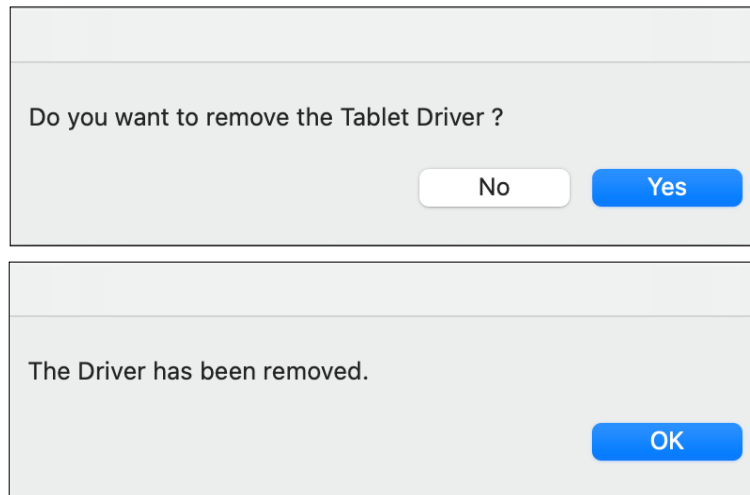 Do you want to remove the Tablet Driver ?
No
Yes
The Driver has been removed.
OK